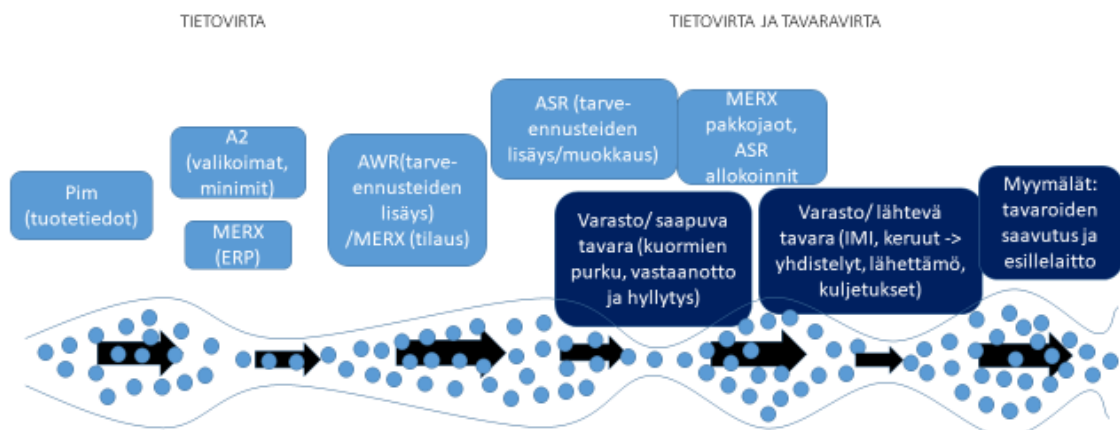 TIETOVIRTA
TIETOVIRTA JA TAVARAVIRTA
Pim
(tuotetiedot)
A2
(valikoimat,
minimit)
MERX
(ERP)
AWR(tarve-
ennusteiden
lisäys)
/MERX (tilaus)
ASR (tarve-
ennusteiden
lisäys/muokkaus)
MERX
pakkojaot,
ASR
allokoinnit
Varasto/ saapuva
tavara (kuormien
purku, vastaanotto
ja hyllytys)
Varasto/ lähtevä
tavara (IMI, keruut ->
yhdistelyt, lähettämö,
kuljetukset)
Myymälät:
tavaroiden
saavutus ja
esillelaitto